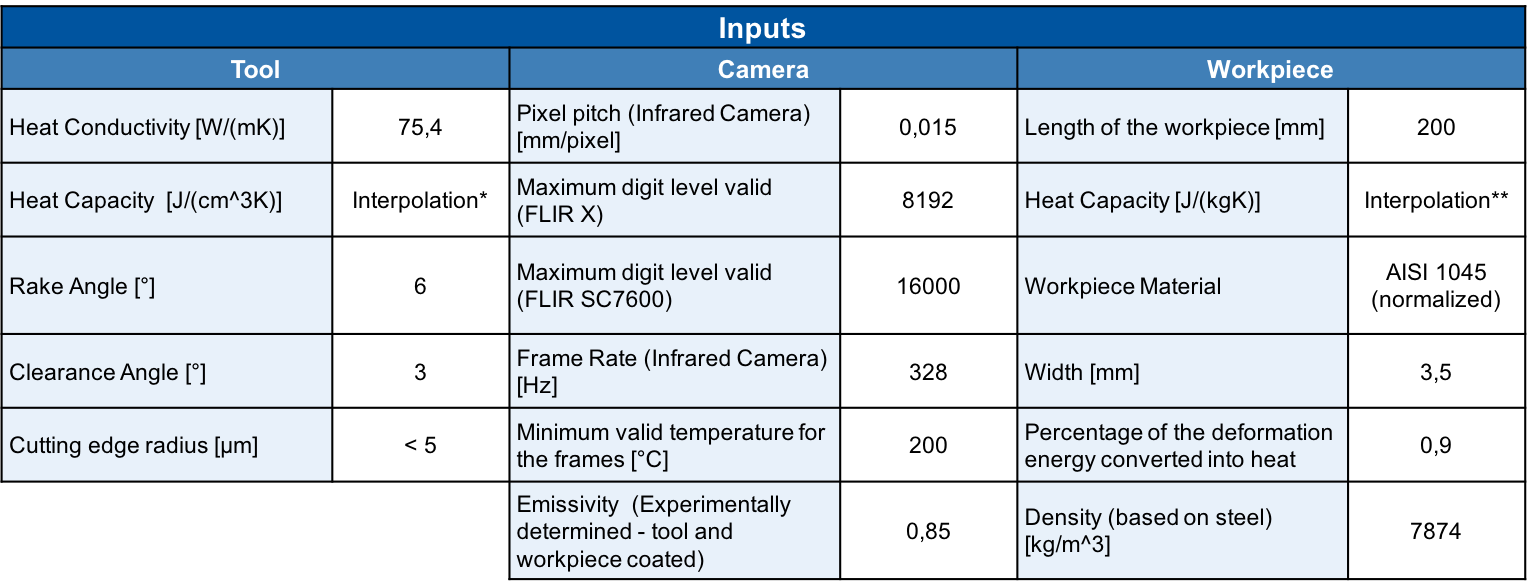 Inputs
Tool
Camera
Workpiece
Heat Conductivity [W/(mK)]
75,4
Pixel pitch (Infrared Camera)
[mm/pixel]
0,015
Length of the workpiece [mm]
200
Heat Capacity [J/(cm^3K)]
Interpolation*
Maximum digit level valid
(FLIR X)
8192
Heat Capacity [J/(kgK)]
Interpolation**
Rake Angle [°]
6
Maximum digit level valid
(FLIR SC7600)
16000
Workpiece Material
AISI 1045
(normalized)
Clearance Angle [°]
3
Frame Rate (Infrared Camera)
[Hz]
328
Width [mm]
3,5
Cutting edge radius [µm]
< 5
Minimum valid temperature for
the frames [°C]
200
Percentage of the deformation
energy converted into heat
0,9
Emissivity (Experimentally
determined - tool and
workpiece coated)
0,85
Density (based on steel)
[kg/m^3]
7874